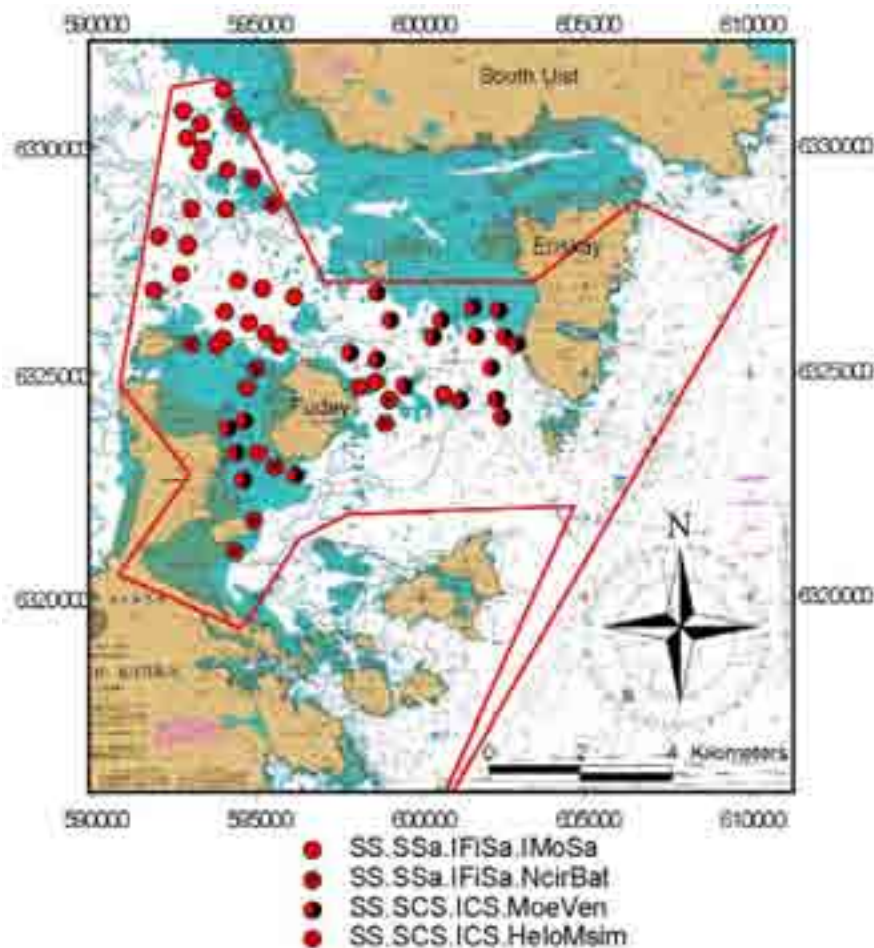 590000 595000 600000 605000 610000
South Uist
6330000 6330000
Eriskay
6325000 6325000
Fuday
N
6320000 6320000
0 2 4 Kilometers
590000 595000 600000 605000 610000
SS.SSa.IFiSa.IMoSa
SS.SSa.IFiSa.NcirBat
SS.SCS.ICS.MoeVen
SS.SCS.ICS.HeloMsim